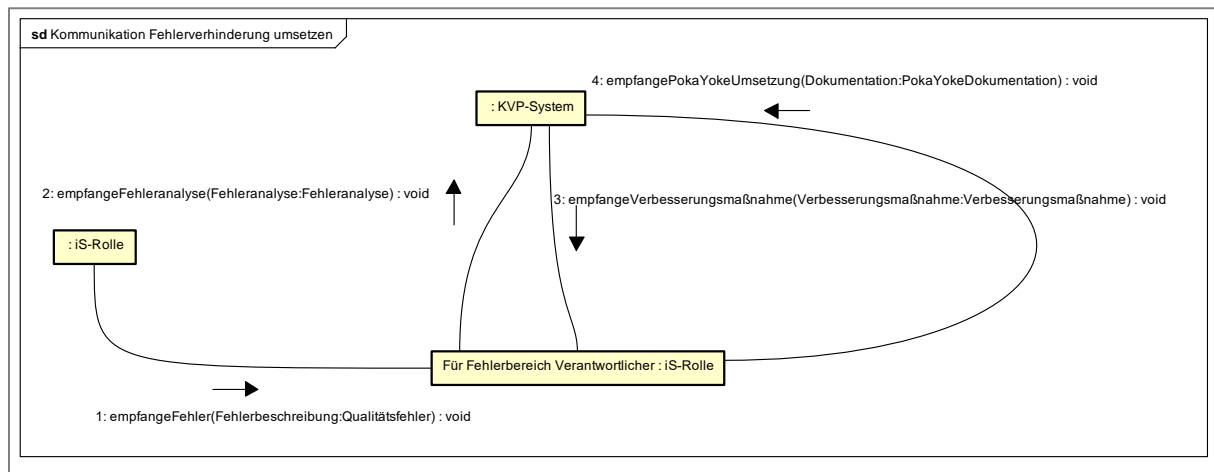 sd Kommunikation Fehlerverhinderung umsetzen
4: empfangePokaYokeUmsetzung(Dokumentation:PokaYokeDokumentation) : void
: KVP-System
2: empfangeFehleranalyse(Fehleranalyse:Fehleranalyse) : void
3: empfangeVerbesserungsmaßnahme(Verbesserungsmaßnahme:Verbesserungsmaßnahme) : void
: iS-Rolle
Für Fehlerbereich Verantwortlicher : iS-Rolle
1: empfangeFehler(Fehlerbeschreibung:Qualitätsfehler) : void